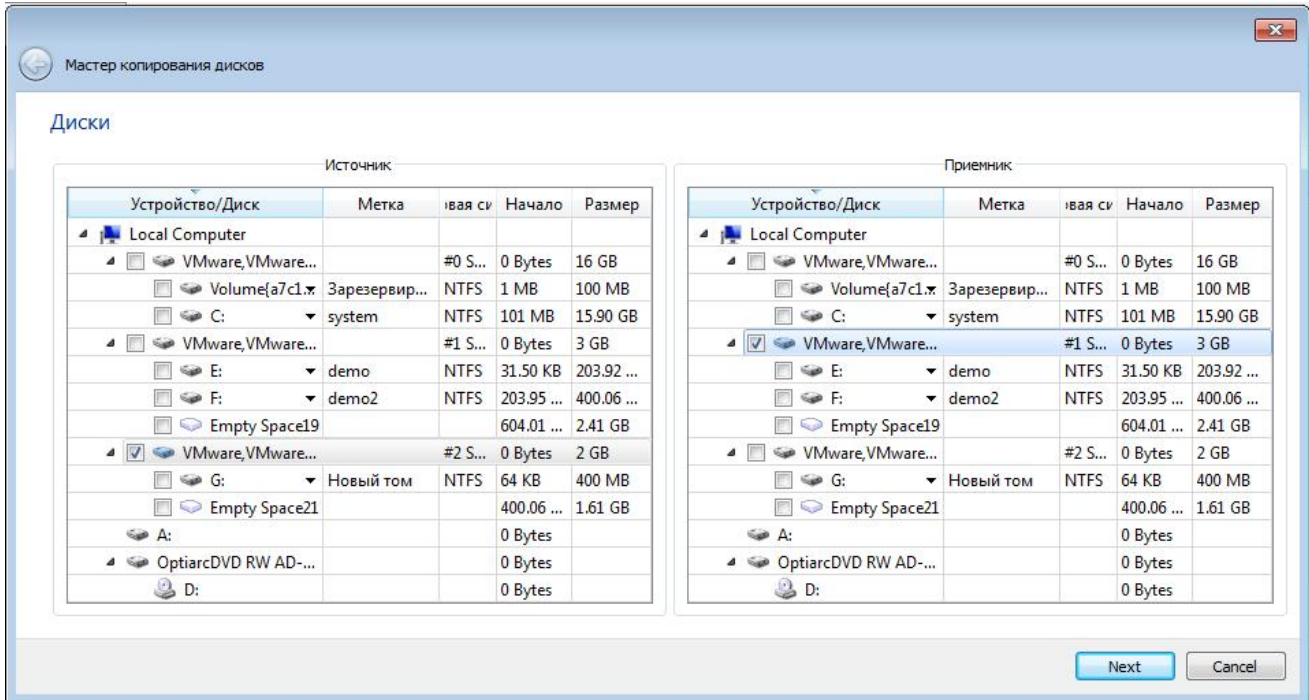 Мастер копирования дисков
Диски
Источник
Устройство/Диск Метка ивая си Начало Размер
Local Computer
VMware,VMware... #0 S... 0 Bytes 16 GB
Volume{a7c1... Зарезервир... NTFS 1 MB 100 MB
C: system NTFS 101 MB 15.90 GB
VMware,VMware... #1 S... 0 Bytes 3 GB
E: demo NTFS 31.50 KB 203.92 ...
F: demo2 NTFS 203.95 ... 400.06 ...
Empty Space19 604.01 ... 2.41 GB
VMware,VMware... #2 S... 0 Bytes 2 GB
G: Новый том NTFS 64 KB 400 MB
Empty Space21 400.06 ... 1.61 GB
A: 0 Bytes
OptiarcDVD RW AD-... 0 Bytes
D: 0 Bytes
Приемник
Устройство/Диск Метка ивая си Начало Размер
Local Computer
VMware,VMware... #0 S... 0 Bytes 16 GB
Volume{a7c1... Зарезервир... NTFS 1 MB 100 MB
C: system NTFS 101 MB 15.90 GB
VMware,VMware... #1 S... 0 Bytes 3 GB
E: demo NTFS 31.50 KB 203.92 ...
F: demo2 NTFS 203.95 ... 400.06 ...
Empty Space19 604.01 ... 2.41 GB
VMware,VMware... #2 S... 0 Bytes 2 GB
G: Новый том NTFS 64 KB 400 MB
Empty Space21 400.06 ... 1.61 GB
A: 0 Bytes
OptiarcDVD RW AD-... 0 Bytes
D: 0 Bytes
Next Cancel